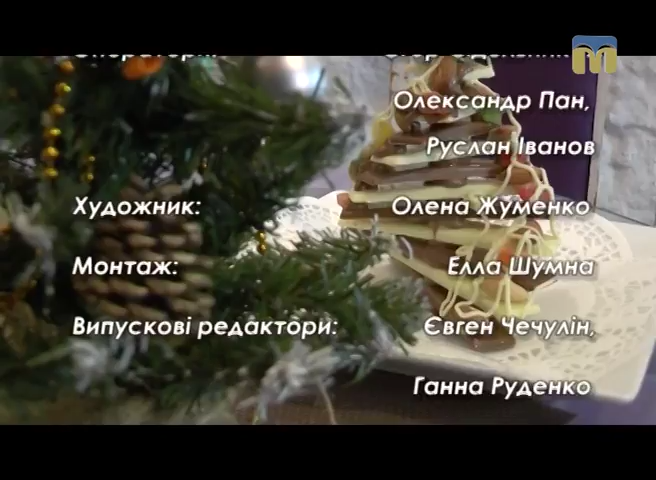 Олександр Пан,
Руслан Іванов
Художник: Олена Жуменко
Монтаж: Елла Шумна
Випускові редактори: Євген Чечулін,
Ганна Руденко